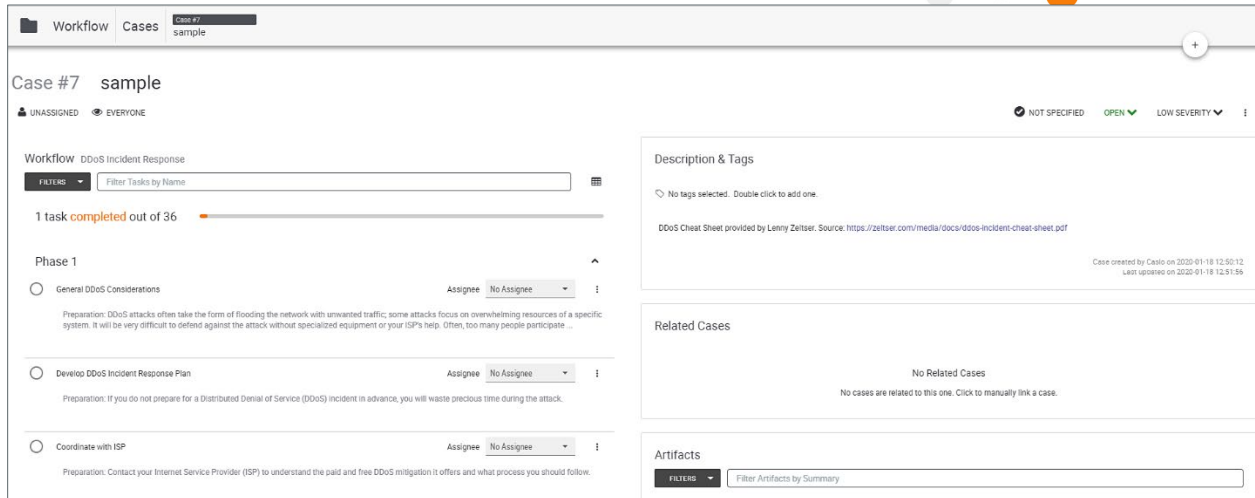 Workflow
Cases
Case #7
sample
+
Case #7 sample
UNASSIGNED EVERYONE
NOT SPECIFIED OPEN LOW SEVERITY
Workflow DDoS Incident Response
FILTERS Filter Tasks by Name
1 task completed out of 36
Phase 1
General DDoS Considerations Assignee No Assignee
Preparation: DDoS attacks often take the form of flooding the network with unwanted traffic; some attacks focus on overwhelming resources of a specific
system. It will be very difficult to defend against the attack without specialized equipment or your ISP's help. Often, too many people participate ...
Develop DDoS Incident Response Plan Assignee No Assignee
Preparation: If you do not prepare for a Distributed Denial of Service (DDoS) incident in advance, you will waste precious time during the attack.
Coordinate with ISP Assignee No Assignee
Preparation: Contact your Internet Service Provider (ISP) to understand the paid and free DDoS mitigation it offers and what process you should follow.
Description & Tags
No tags selected. Double click to add one.
DDoS Cheat Sheet provided by Lenny Zeltser. Source: https://zeltser.com/media/docs/ddos-incident-cheat-sheet.pdf
Case created by Caslo on 2020-01-18 12:50:12
Last updated on 2020-01-18 12:51:56
Related Cases
No Related Cases
No cases are related to this one. Click to manually link a case.
Artifacts
FILTERS Filter Artifacts by Summary